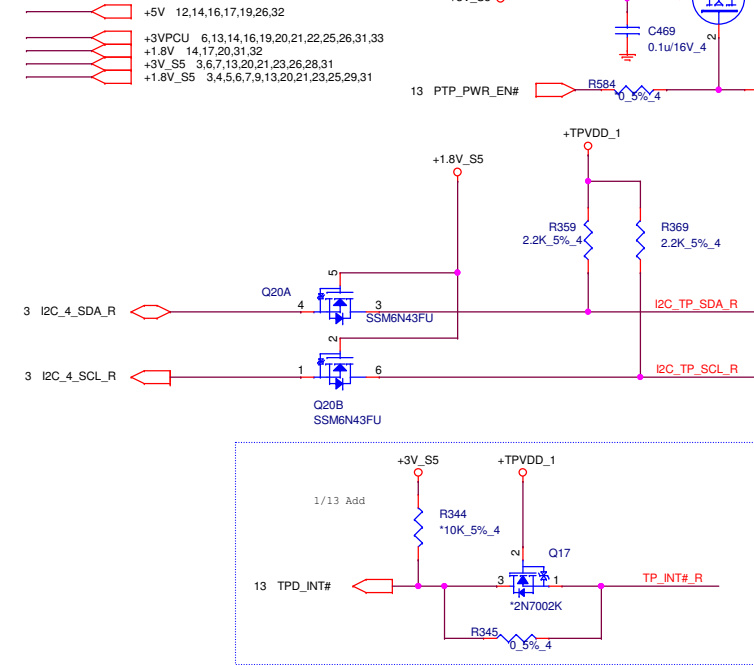 +5V 12,14,16,17,19,26,32
+3VPCU 6,13,14,16,19,20,21,22,25,26,31,33
+1.8V 14,17,20,31,32
+3V_S5 3,6,7,13,20,21,23,26,28,31
+1.8V_S5 3,4,5,6,7,9,13,20,21,23,25,29,31
C469
0.1u/16V_4
2
13 PTP_PWR_EN#
R584
0_5%_4
+TPVDD_1
+1.8V_S5
R359
2.2K_5%_4
R369
2.2K_5%_4
5
Q20A
3 I2C_4_SDA_R
4
3
SSM6N43FU
I2C_TP_SDA_R
2
3 I2C_4_SCL_R
1
6
I2C_TP_SCL_R
Q20B
SSM6N43FU
+3V_S5
+TPVDD_1
1/13 Add
R344
*10K_5%_4
2
Q17
13 TPD_INT#
3
1
TP_INT#_R
*2N7002K
R345
0_5%_4